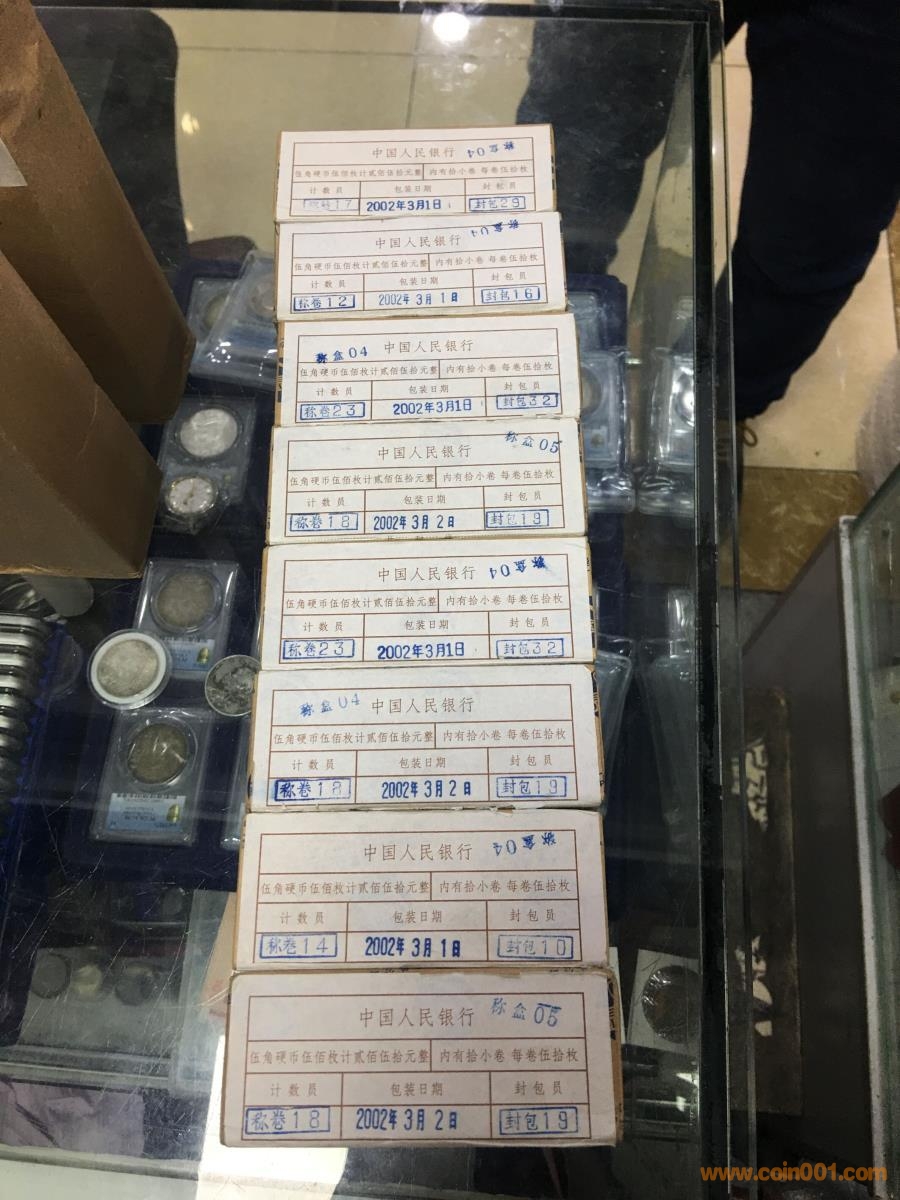 中国人民银行 称盒04
伍角硬币伍佰枚计贰佰伍拾元整 内有拾小卷 每卷伍拾枚
计数员 包装日期 封包员
称卷17 2002年3月1日 封包29
中国人民银行 称盒04
伍角硬币伍佰枚计贰佰伍拾元整 内有拾小卷 每卷伍拾枚
计数员 包装日期 封包员
称卷12 2002年3月1日 封包16
称盒04 中国人民银行
伍角硬币伍佰枚计贰佰伍拾元整 内有拾小卷 每卷伍拾枚
计数员 包装日期 封包员
称卷23 2002年3月1日 封包32
中国人民银行 称盒05
伍角硬币伍佰枚计贰佰伍拾元整 内有拾小卷 每卷伍拾枚
计数员 包装日期 封包员
称卷18 2002年3月2日 封包19
中国人民银行 称盒04
伍角硬币伍佰枚计贰佰伍拾元整 内有拾小卷 每卷伍拾枚
计数员 包装日期 封包员
称卷23 2002年3月1日 封包32
称盒04 中国人民银行
伍角硬币伍佰枚计贰佰伍拾元整 内有拾小卷 每卷伍拾枚
计数员 包装日期 封包员
称卷18 2002年3月2日 封包19
中国人民银行 称盒04
伍角硬币伍佰枚计贰佰伍拾元整 内有拾小卷 每卷伍拾枚
计数员 包装日期 封包员
称卷14 2002年3月1日 封包10
中国人民银行 称盒05
伍角硬币伍佰枚计贰佰伍拾元整 内有拾小卷 每卷伍拾枚
计数员 包装日期 封包员
称卷18 2002年3月2日 封包19
www.coin001.com